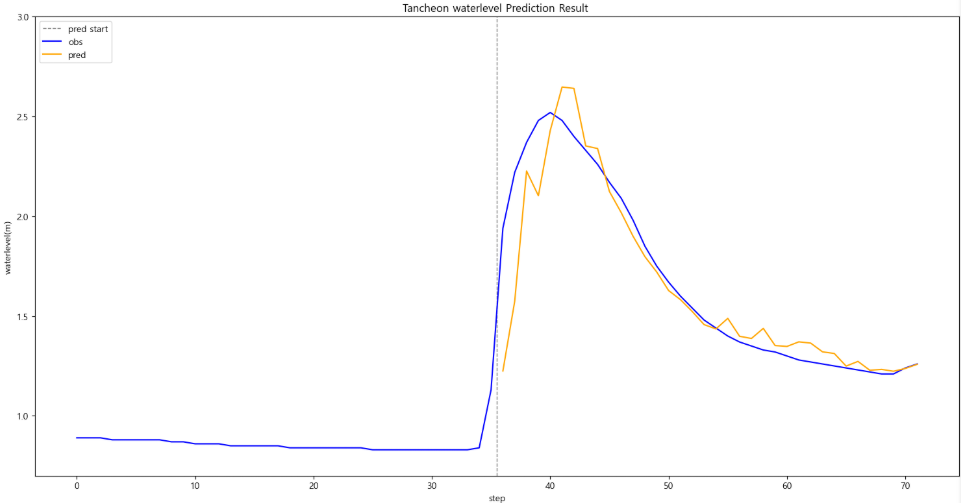 Tancheon waterlevel Prediction Result
pred start
obs
pred
3.0
2.5
2.0
1.5
1.0
waterlevel(m)
0 10 20 30 40 50 60 70
step